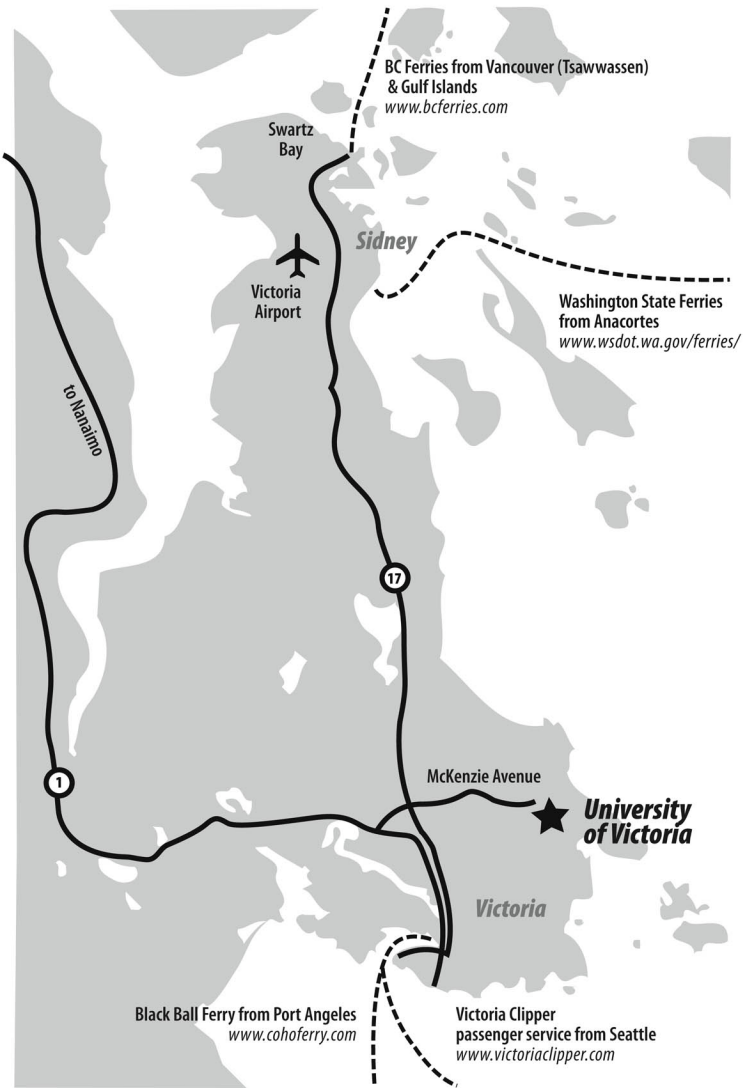 BC Ferries from Vancouver (Tsawwassen)
& Gulf Islands
www.bcferries.com
Swartz
Bay
Sidney
Victoria
Airport
Washington State Ferries
from Anacortes
www.wsdot.wa.gov/ferries/
to Nanaimo
17
1
McKenzie Avenue
University
of Victoria
Victoria
Black Ball Ferry from Port Angeles
www.cohoferry.com
Victoria Clipper
passenger service from Seattle
www.victoriaclipper.com